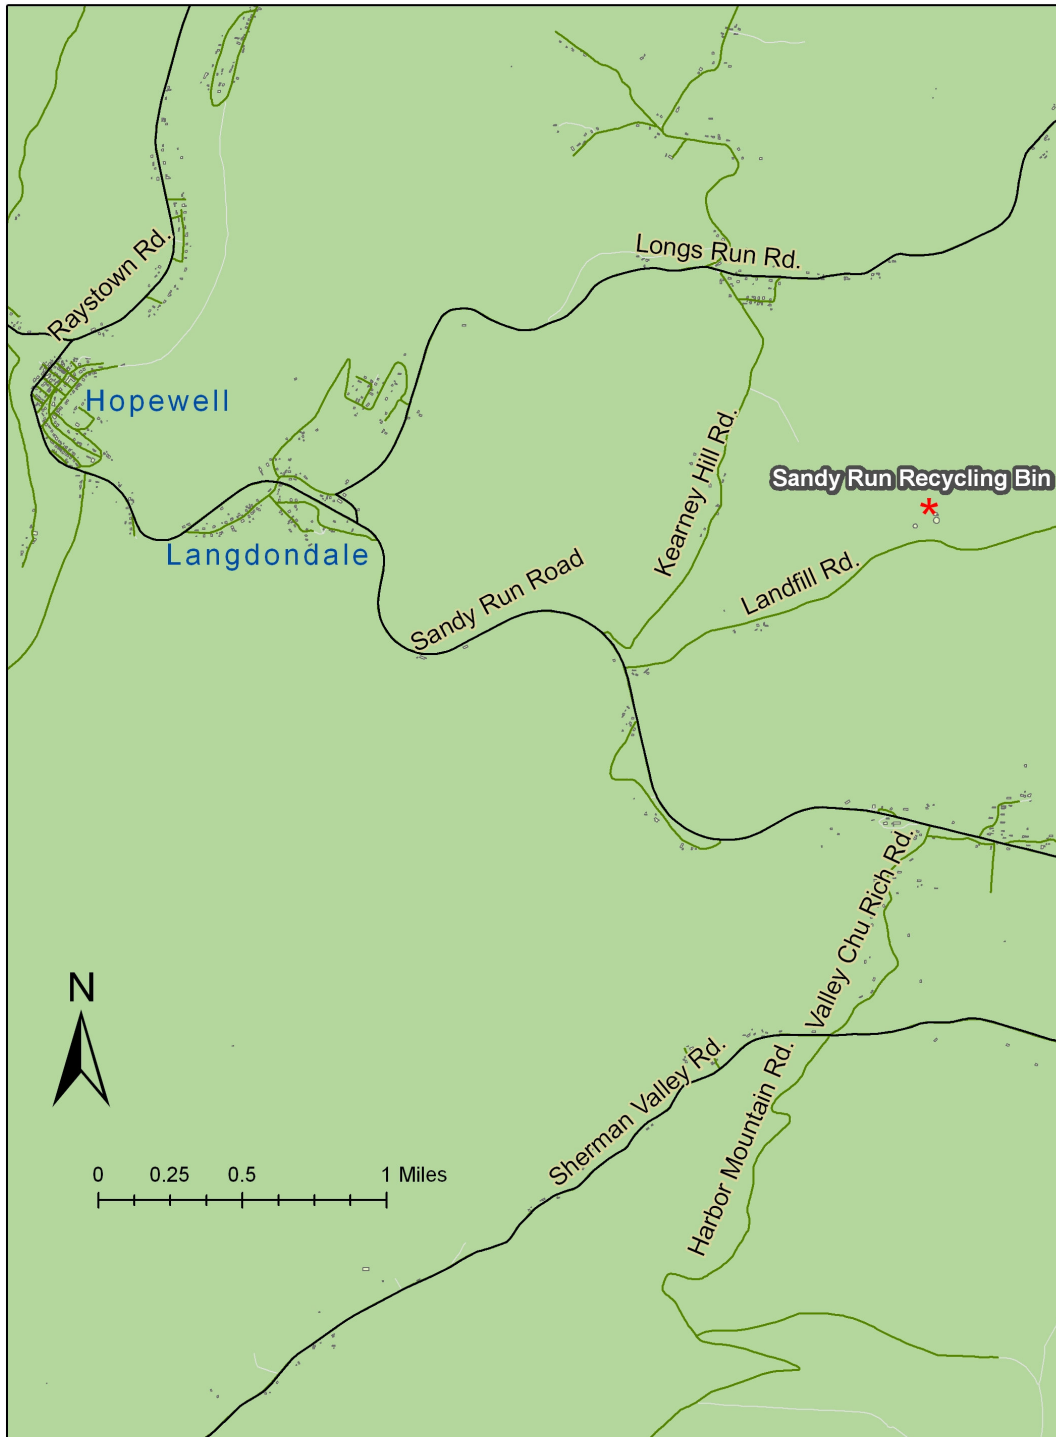 Raystown Rd.
Longs Run Rd.
Hopewell
Kearney Hill Rd.
Sandy Run Recycling Bin
*
Langdondale
Sandy Run Road
Landfill Rd.
Valley Chu Rich Rd.
N
Sherman Valley Rd.
Harbor Mountain Rd.
0 0.25 0.5 1 Miles